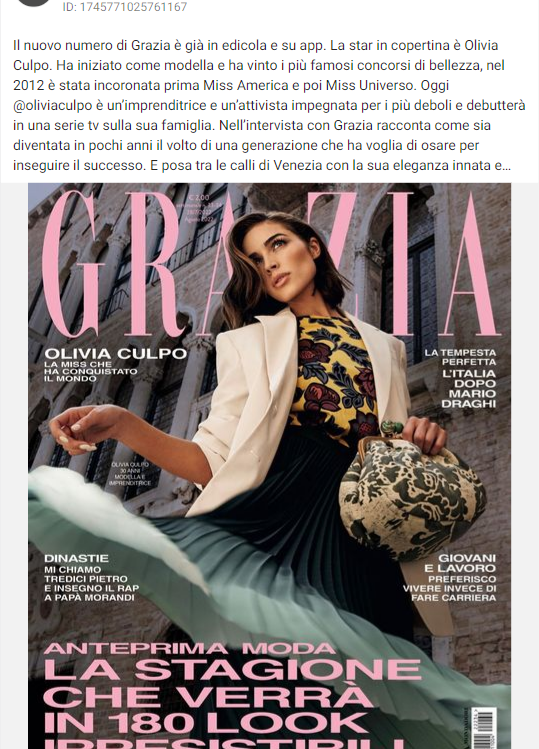 ID: 1745771025761167
Il nuovo numero di Grazia è già in edicola e su app. La star in copertina è Olivia
Culpo. Ha iniziato come modella e ha vinto i più famosi concorsi di bellezza, nel
2012 è stata incoronata prima Miss America e poi Miss Universo. Oggi
@oliviaculpo è un’imprenditrice e un’attivista impegnata per i più deboli e debutterà
in una serie tv sulla sua famiglia. Nell’intervista con Grazia racconta come sia
diventata in pochi anni il volto di una generazione che ha voglia di osare per
inseguire il successo. E posa tra le calli di Venezia con la sua eleganza innata e...
€ 2,00
GRAZIA
OLIVIA CULPO
LA MISS CHE
HA CONQUISTATO
IL MONDO
LA TEMPESTA
PERFETTA
L'ITALIA
DOPO
MARIO
DRAGHI
OLIVIA CULPO
30 ANNI
MODELLA E
IMPRENDITRICE
DINASTIE
MI CHIAMO
TREDICI PIETRO
E INSEGNO IL RAP
A PAPÀ MORANDI
GIOVANI
E LAVORO
PREFERISCO
VIVERE INVECE DI
FARE CARRIERA
ANTEPRIMA MODA
LA STAGIONE
CHE VERRÀ
IN 180 LOOK
IRRESISTIBILI